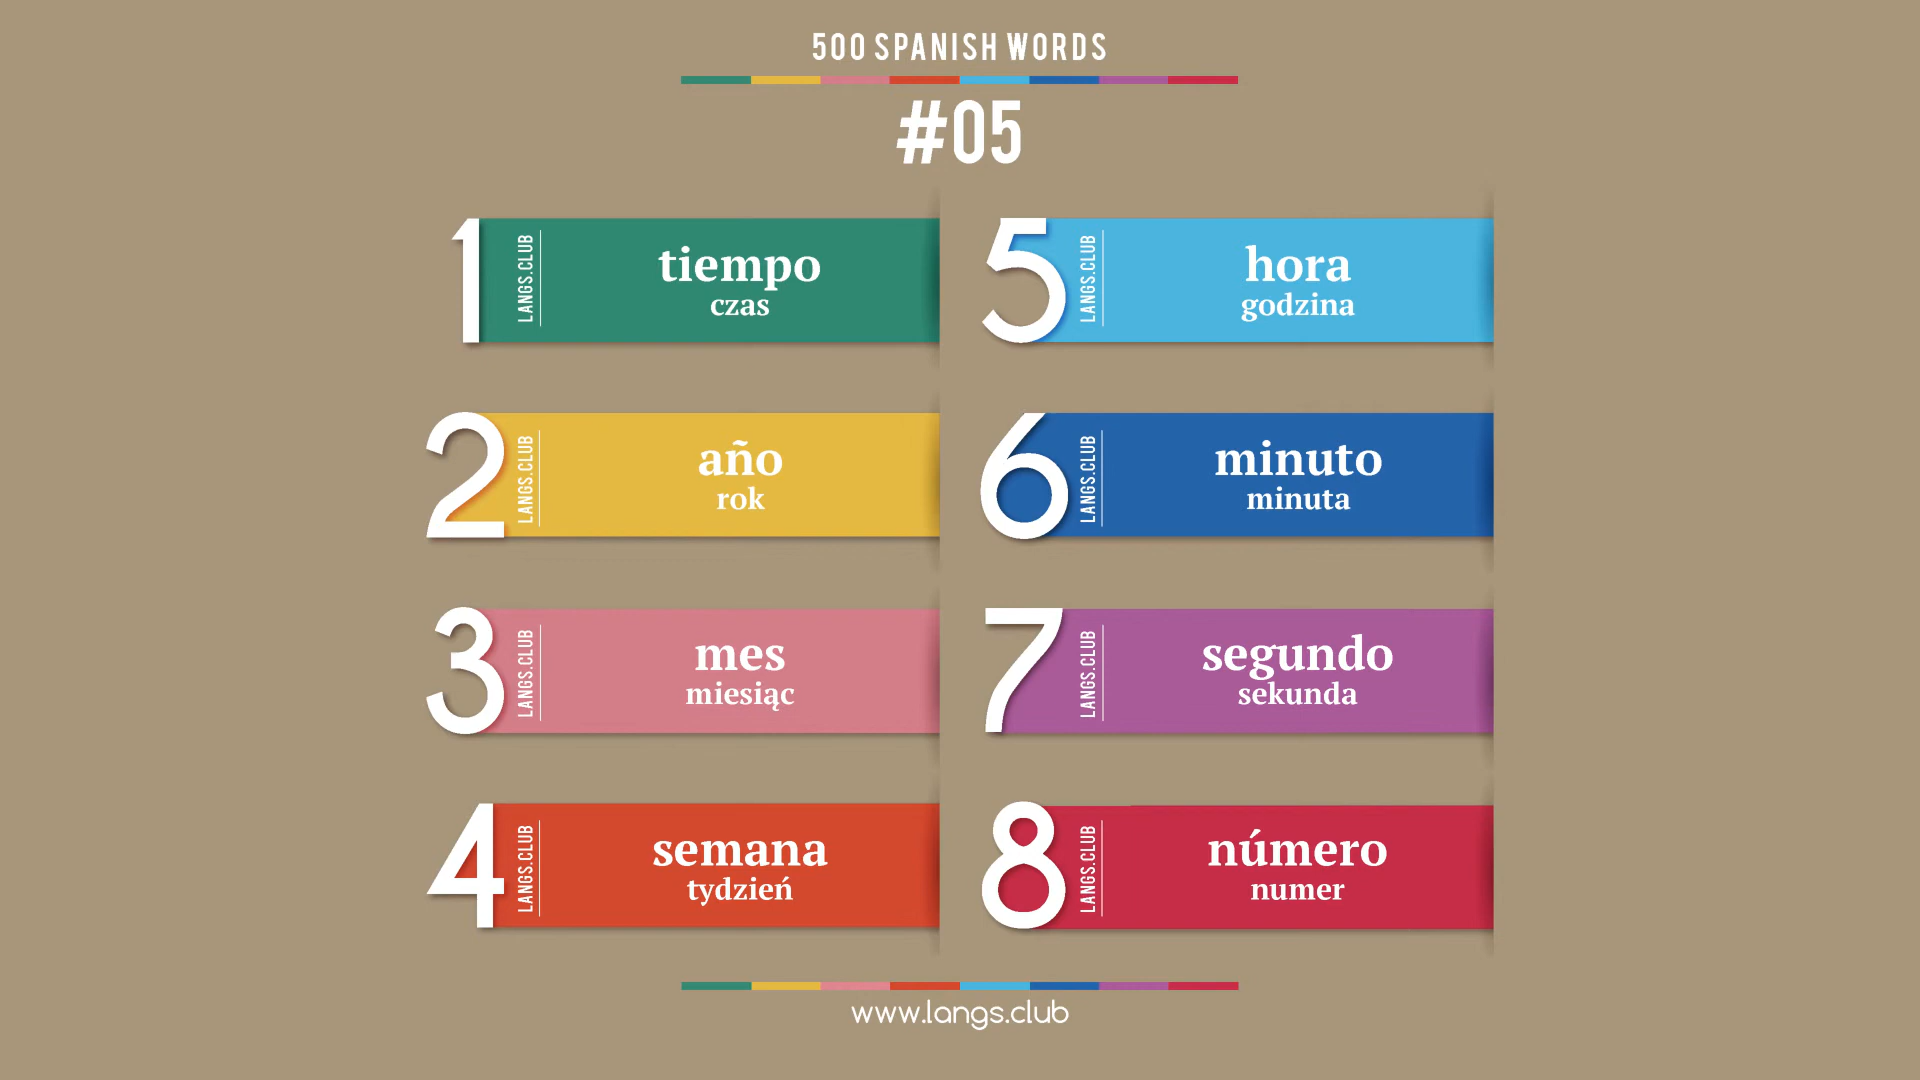 500 SPANISH WORDS
#05
1
LANGS.CLUB
tiempo
czas
2
LANGS.CLUB
año
rok
3
LANGS.CLUB
mes
miesiąc
4
LANGS.CLUB
semana
tydzień
5
LANGS.CLUB
hora
godzina
6
LANGS.CLUB
minuto
minuta
7
LANGS.CLUB
segundo
sekunda
8
LANGS.CLUB
número
numer
www.langs.club